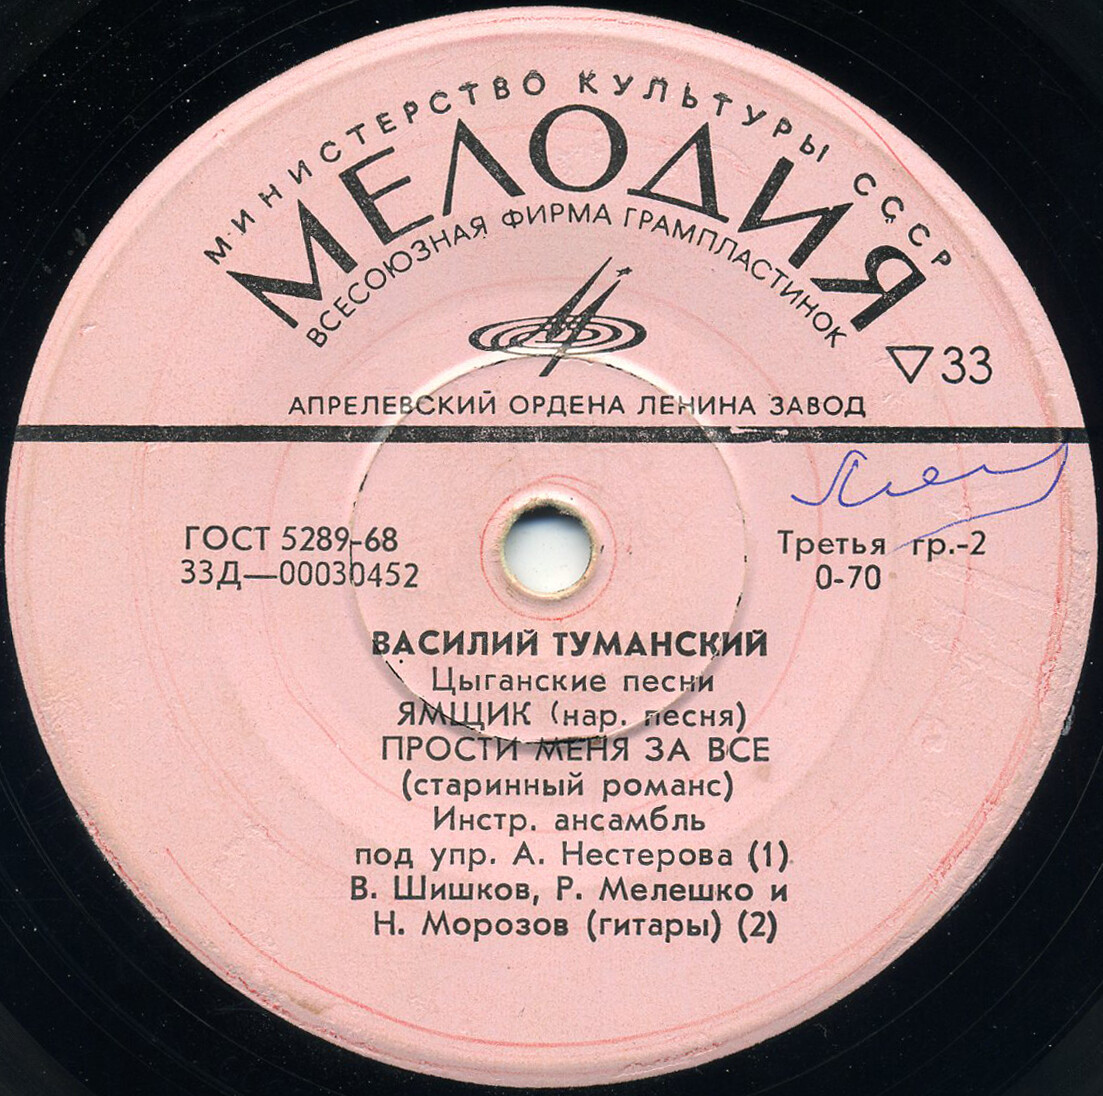 МИНИСТЕРСТВО КУЛЬТУРЫ СССР
МЕЛОДИЯ
ВСЕСОЮЗНАЯ ФИРМА ГРАМПЛАСТИНОК
▽33
АПРЕЛЕВСКИЙ ОРДЕНА ЛЕНИНА ЗАВОД
ГОСТ 5289-68
33Д—00030452
Третья гр.-2
0-70
ВАСИЛИЙ ТУМАНСКИЙ
Цыганские песни
ЯМЩИК (нар. песня)
ПРОСТИ МЕНЯ ЗА ВСЕ
(старинный романс)
Инстр. ансамбль
под упр. А. Нестерова (1)
В. Шишков, Р. Мелешко и
Н. Морозов (гитары) (2)